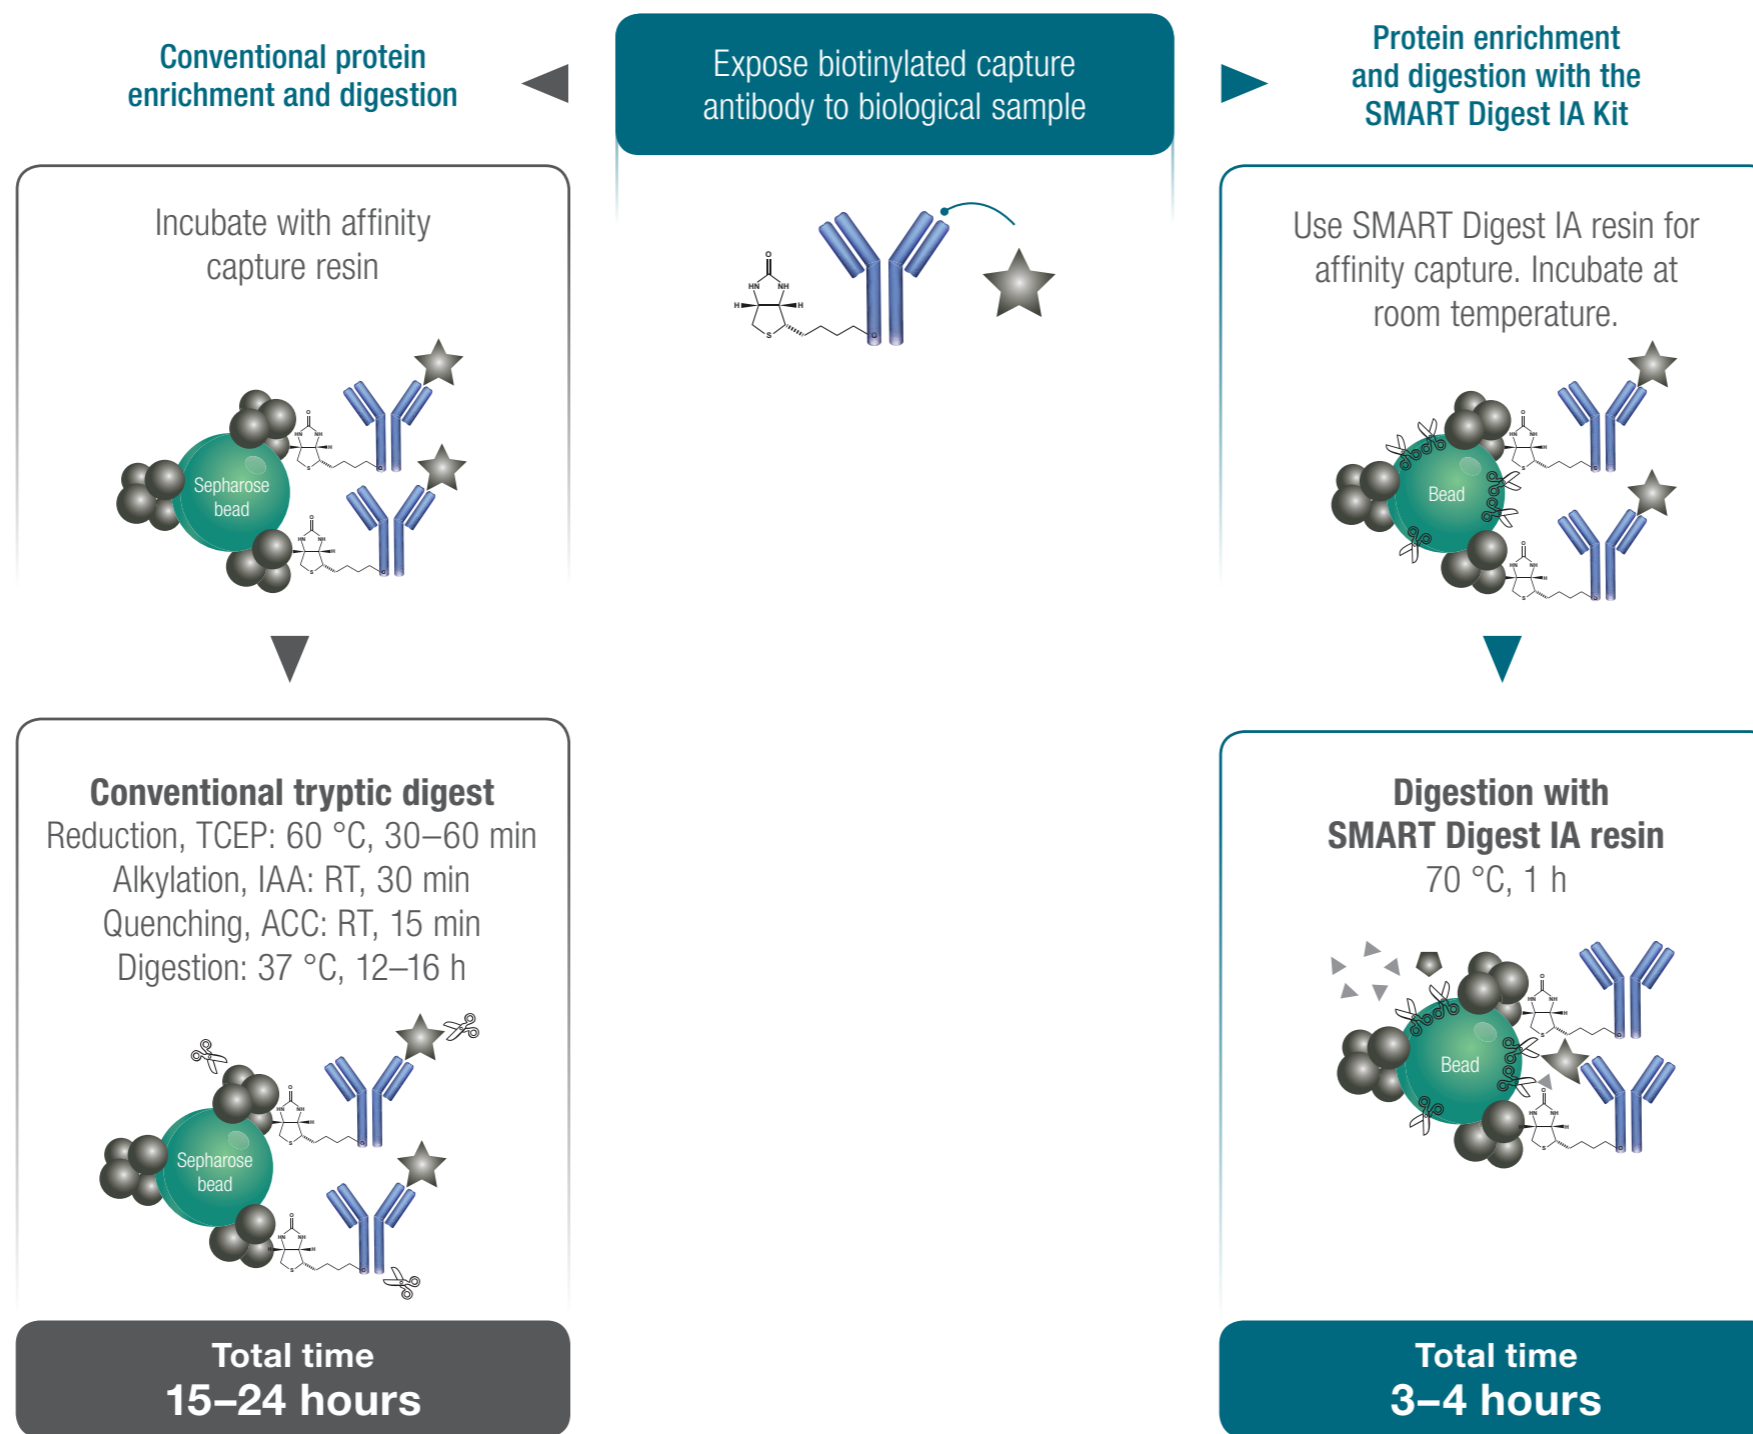 Conventional protein
enrichment and digestion
Expose biotinylated capture
antibody to biological sample
Protein enrichment
and digestion with the
SMART Digest IA Kit
Incubate with affinity
capture resin
O
HN NH
H H
S
O
Use SMART Digest IA resin for
affinity capture. Incubate at
room temperature.
Sepharose
bead
Bead
Conventional tryptic digest
Reduction, TCEP: 60 °C, 30–60 min
Alkylation, IAA: RT, 30 min
Quenching, ACC: RT, 15 min
Digestion: 37 °C, 12–16 h
Digestion with
SMART Digest IA resin
70 °C, 1 h
Sepharose
bead
Bead
Total time
15–24 hours
Total time
3–4 hours